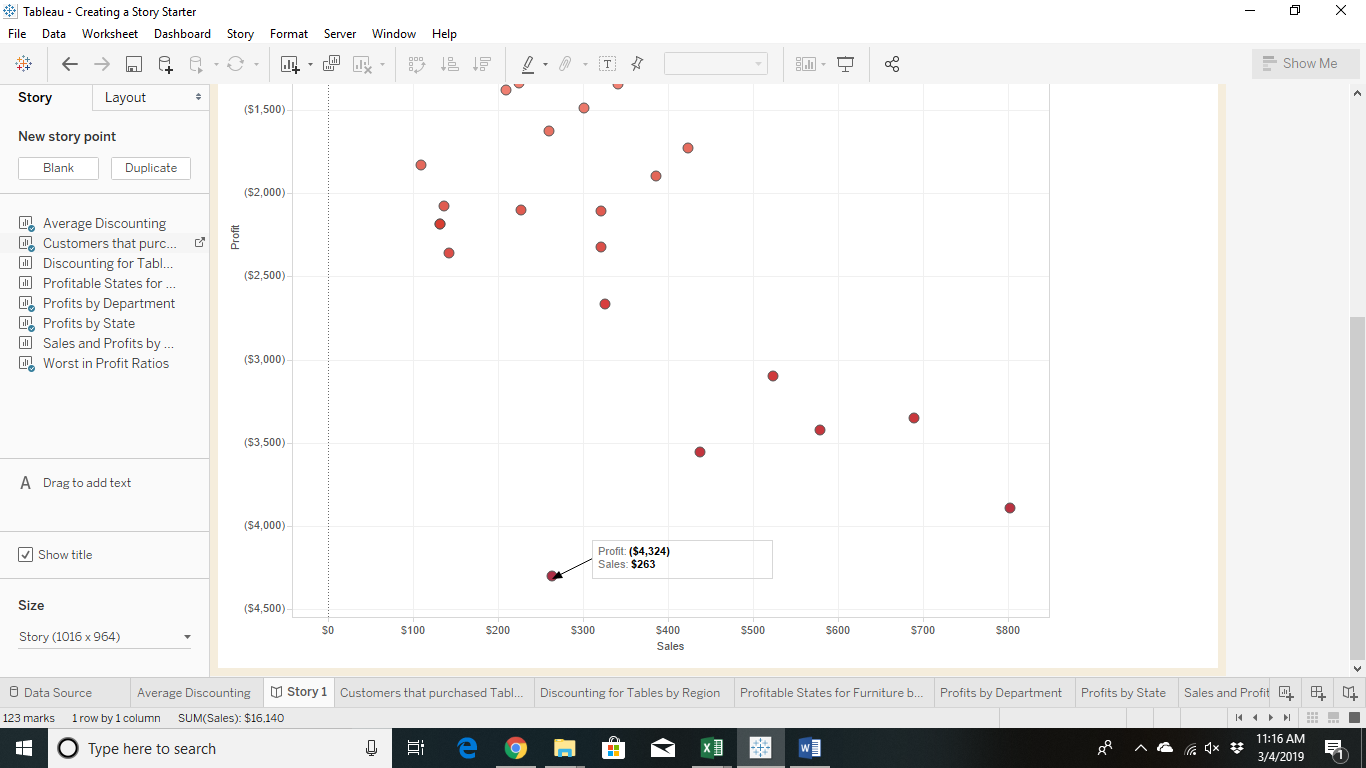 Tableau - Creating a Story Starter
File Data Worksheet Dashboard Story Format Server Window Help
Show Me
Story Layout
New story point
Blank Duplicate
Average Discounting
Customers that purc...
Discounting for Tabl...
Profitable States for ...
Profits by Department
Profits by State
Sales and Profits by ...
Worst in Profit Ratios
A Drag to add text
Show title
Size
Story (1016 x 964)
Profit
($1,500)
($2,000)
($2,500)
($3,000)
($3,500)
($4,000)
($4,500)
Profit: ($4,324)
Sales: $263
$0 $100 $200 $300 $400 $500 $600 $700 $800
Sales
Data Source Average Discounting Story 1 Customers that purchased Tabl... Discounting for Tables by Region Profitable States for Furniture b... Profits by Department Profits by State Sales and Profit
123 marks 1 row by 1 column SUM(Sales): $16,140
Type here to search
11:16 AM
3/4/2019
1